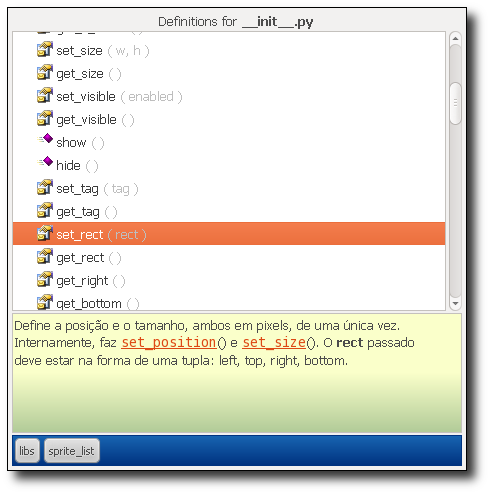 Definitions for __init__.py
set_size ( w, h )
get_size ( )
set_visible ( enabled )
get_visible ( )
show ( )
hide ( )
set_tag ( tag )
get_tag ( )
set_rect ( rect )
get_rect ( )
get_right ( )
get_bottom ( )
Define a posição e o tamanho, ambos em pixels, de uma única vez.
Internamente, faz set_position() e set_size(). O rect passado
deve estar na forma de uma tupla: left, top, right, bottom.
libs sprite_list